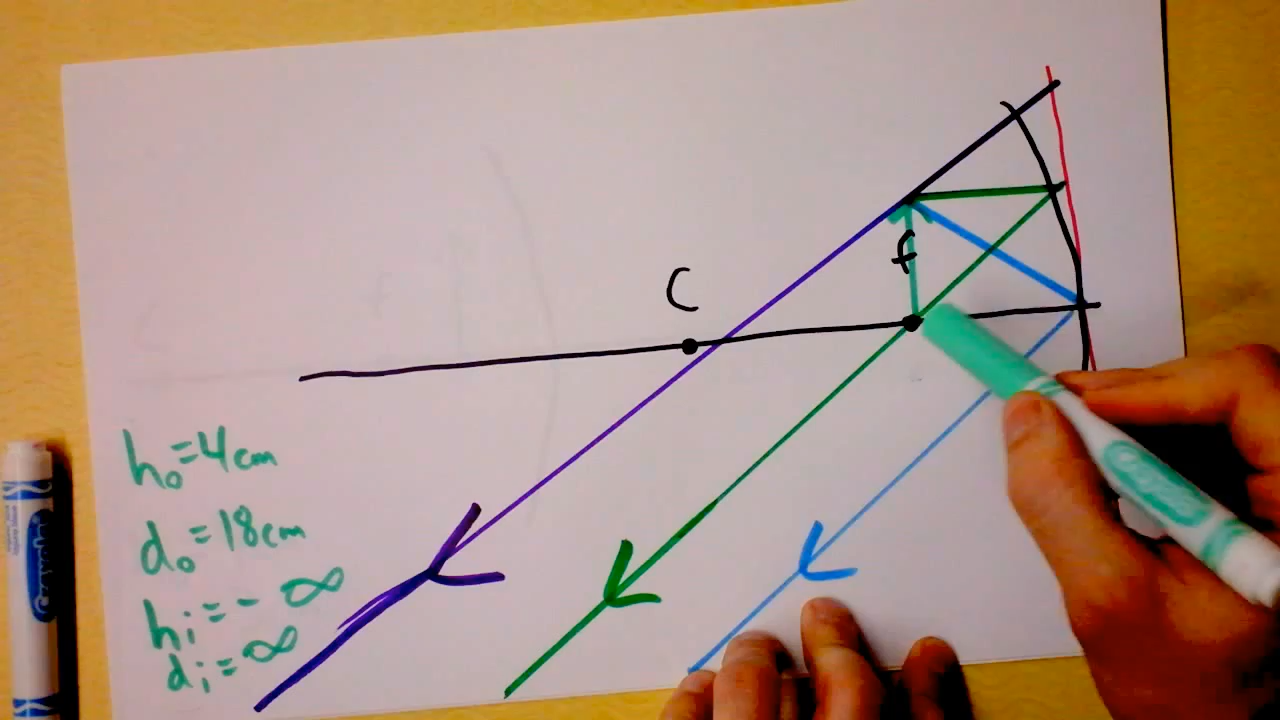 C
f
h₀=4cm
d₀=18cm
hᵢ=-∞
dᵢ=∞